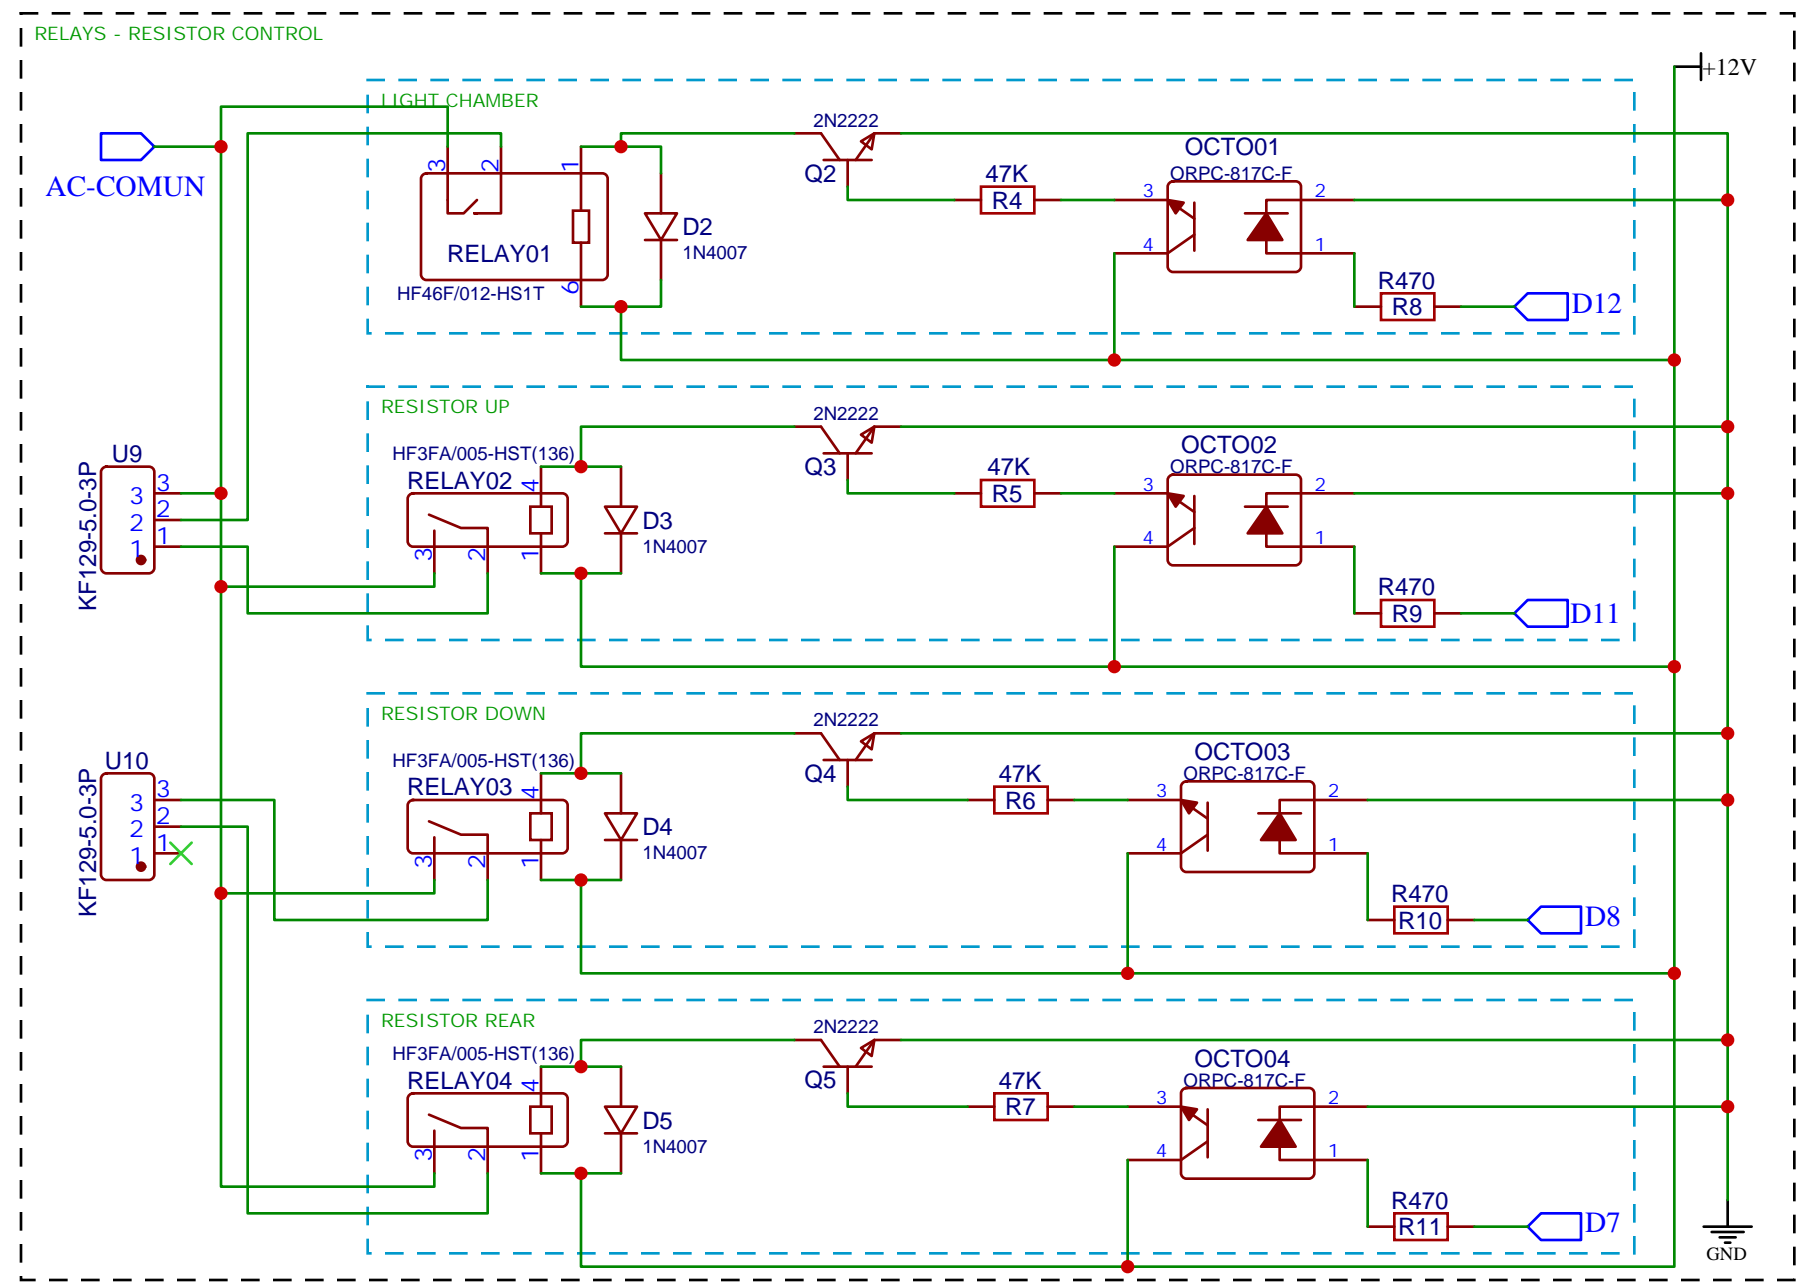 RELAYS - RESISTOR CONTROL
+12V
LIGHT CHAMBER
AC-COMUN
3 2 1
RELAY01
6
HF46F/012-HS1T
D2
1N4007
2N2222
Q2
47K
R4
OCTO01
ORPC-817C-F
3 2
4 1
R470
R8
D12
RESISTOR UP
U9
KF129-5.0-3P
3 3
2 2
1 1
HF3FA/005-HST(136)
RELAY02
4
3 2 1
D3
1N4007
2N2222
Q3
47K
R5
OCTO02
ORPC-817C-F
3 2
4 1
R470
R9
D11
RESISTOR DOWN
U10
KF129-5.0-3P
3 3
2 2
1 1
HF3FA/005-HST(136)
RELAY03
4
3 2 1
D4
1N4007
2N2222
Q4
47K
R6
OCTO03
ORPC-817C-F
3 2
4 1
R470
R10
D8
RESISTOR REAR
HF3FA/005-HST(136)
RELAY04
4
3 2 1
D5
1N4007
2N2222
Q5
47K
R7
OCTO04
ORPC-817C-F
3 2
4 1
R470
R11
D7
GND